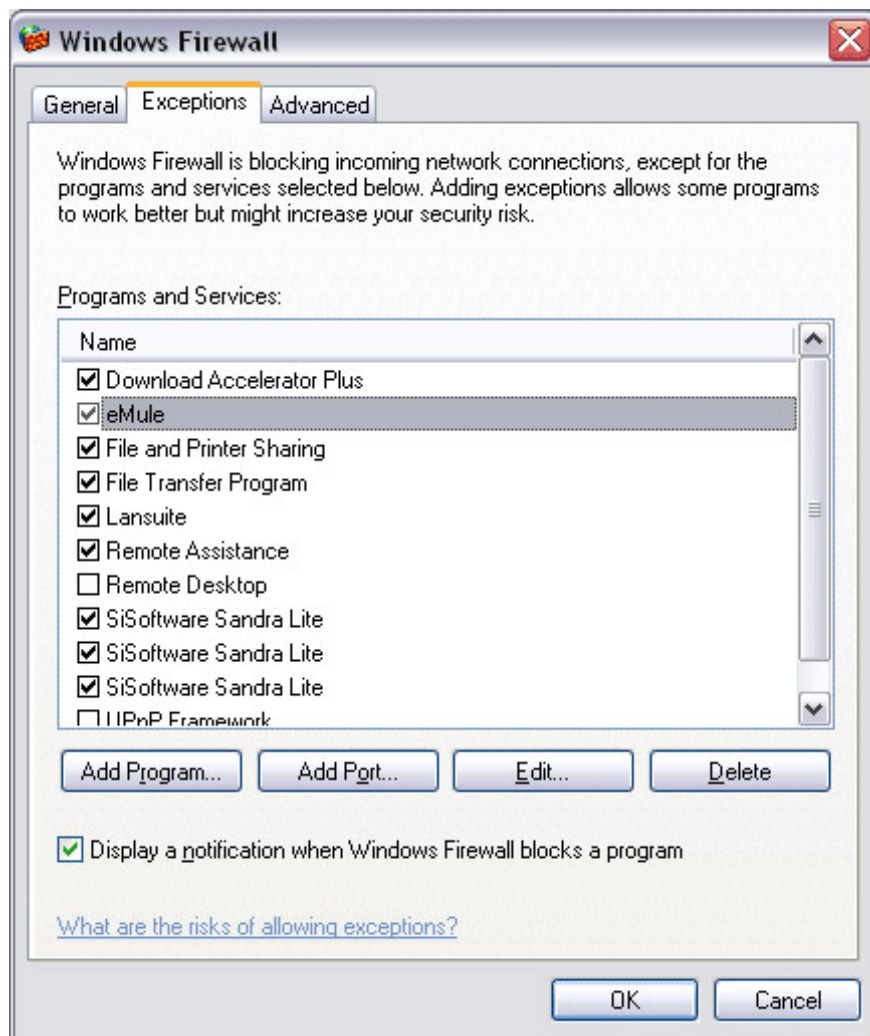 Windows Firewall
General Exceptions Advanced
Windows Firewall is blocking incoming network connections, except for the
programs and services selected below. Adding exceptions allows some programs
to work better but might increase your security risk.
Programs and Services:
Name
Download Accelerator Plus
eMule
File and Printer Sharing
File Transfer Program
Lansuite
Remote Assistance
Remote Desktop
SiSoftware Sandra Lite
SiSoftware Sandra Lite
SiSoftware Sandra Lite
UPnP Framework
Add Program... Add Port... Edit... Delete
Display a notification when Windows Firewall blocks a program
What are the risks of allowing exceptions?
OK Cancel